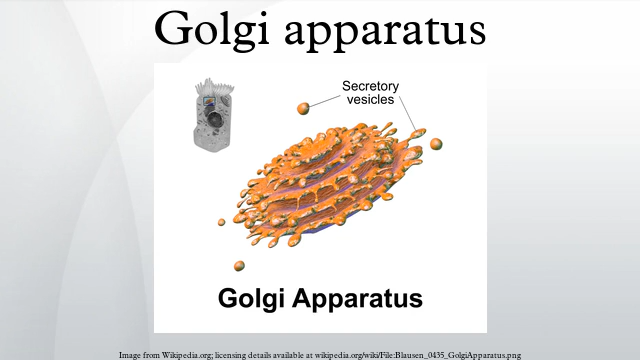 Golgi apparatus
Secretory
vesicles
Golgi Apparatus
Image from Wikipedia.org; licensing details available at wikipedia.org/wiki/File:Blausen_0435_GolgiApparatus.png